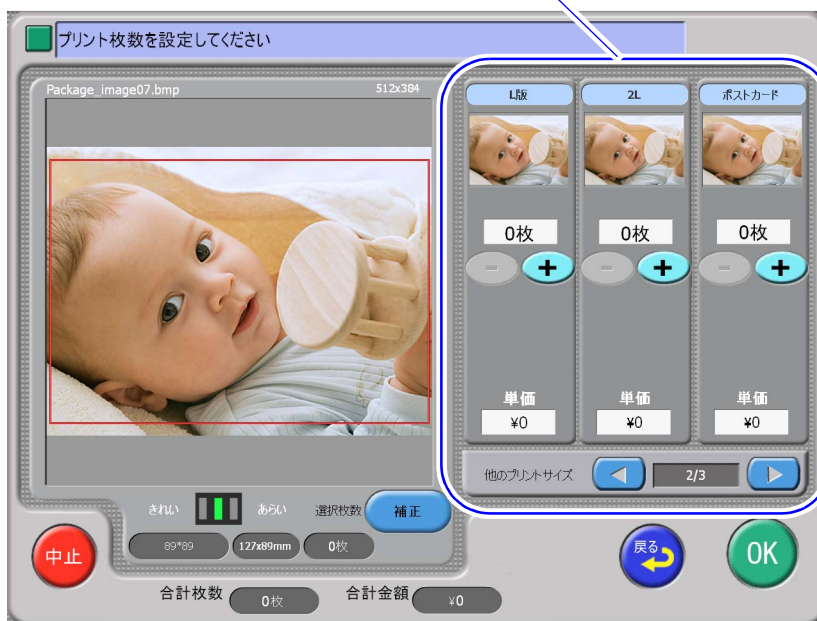 プリント枚数を設定してください
Package_image07.bmp 512x384
L版 2L ポストカード
0枚 0枚 0枚
- + - + - +
単価 単価 単価
¥0 ¥0 ¥0
他のプリントサイズ 2/3
きれい あらい 選択枚数 補正
89*89 127x89mm 0枚
中止 戻る OK
合計枚数 0枚 合計金額 ¥0